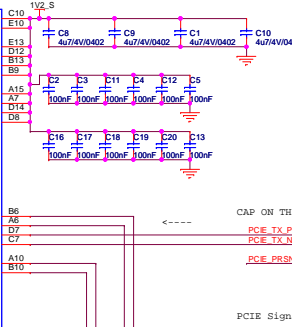 1V2_S
C10
E10
C8 C9 C1 C10
4u7/4V/0402 4u7/4V/0402 4u7/4V/0402 4u7/4V/04
E13
D12
B13
B9
C2 C3 C11 C4 C12 C5
100nF 100nF 100nF 100nF 100nF 100nF
A15
A7
D14
D8
C16 C17 C18 C19 C20 C13
100nF 100nF 100nF 100nF 100nF 100nF
B6 CAP ON TH
A6 <----
D7 PCIE_TX_P
C7 PCIE_TX_N
A10 PCIE_PRSN
B10
PCIE Sign